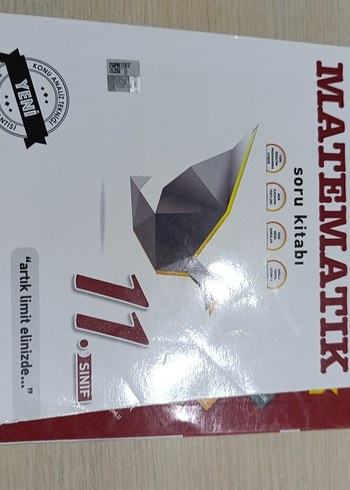 MATEMATİK
soru kitabı
11. SINIF
KONU ANALİZ TEKNİĞİ
YENİ
"artık limit elinizde..."